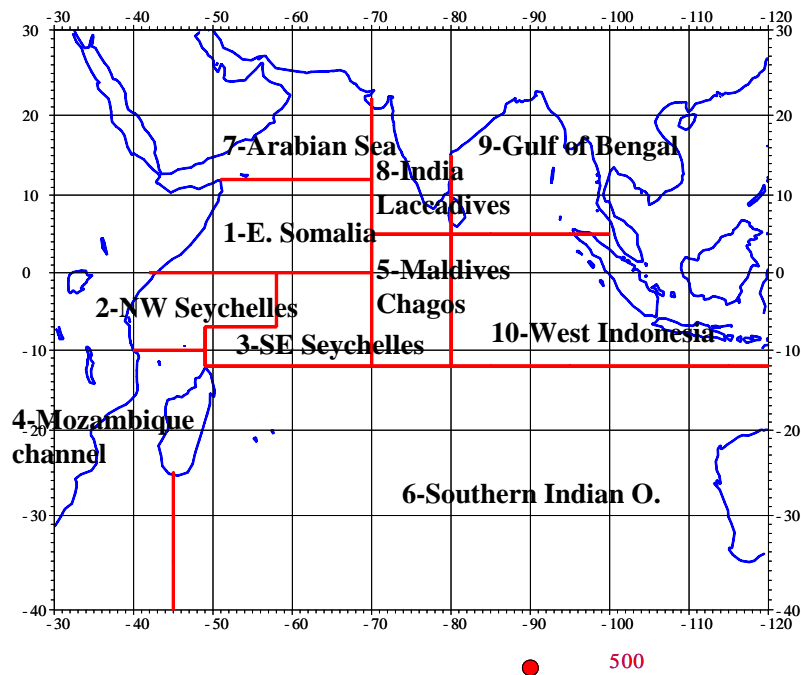 -30 -40 -50 -60 -70 -80 -90 -100 -110 -120
30 30
20 20
7-Arabian Sea 9-Gulf of Bengal
8-India
10 10
Laccadives
1-E. Somalia
0 0
5-Maldives
2-NW Seychelles Chagos
10-West Indonesia
3-SE Seychelles
-10 -10
4-Mozambique
-20 -20
channel
6-Southern Indian O.
-30 -30
-40 -40
-30 -40 -50 -60 -70 -80 -90 -100 -110 -120
500